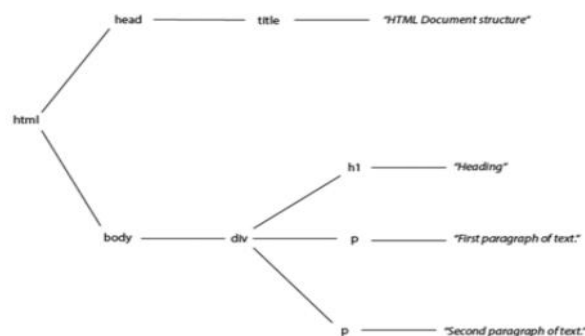 head title "HTML Document structure"
html
h1 "Heading"
body div p "First paragraph of text."
p "Second paragraph of text."